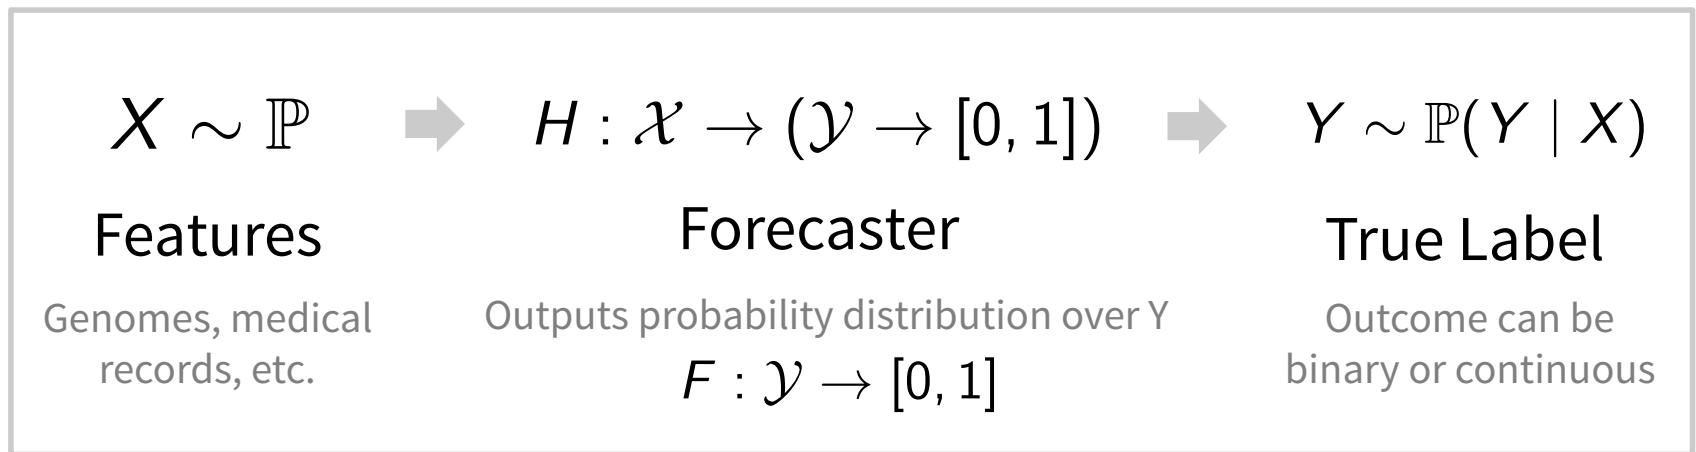 X ∼ ℙ
H : 𝒳 → (𝒴 → [0, 1])
Y ∼ ℙ(Y | X)
Features
Forecaster
True Label
Genomes, medical
records, etc.
Outputs probability distribution over Y
F : 𝒴 → [0, 1]
Outcome can be
binary or continuous